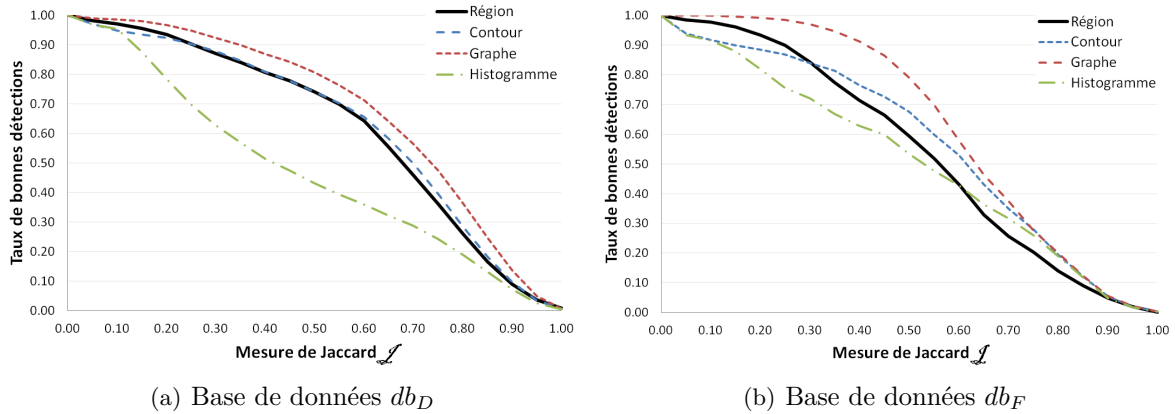 Taux de bonnes détections
1.00
0.90
0.80
0.70
0.60
0.50
0.40
0.30
0.20
0.10
0.00
Région
Contour
Graphe
Histogramme
0.00 0.10 0.20 0.30 0.40 0.50 0.60 0.70 0.80 0.90 1.00
Mesure de Jaccard J
(a) Base de données db_D
Taux de bonnes détections
1.00
0.90
0.80
0.70
0.60
0.50
0.40
0.30
0.20
0.10
0.00
Région
Contour
Graphe
Histogramme
0.00 0.10 0.20 0.30 0.40 0.50 0.60 0.70 0.80 0.90 1.00
Mesure de Jaccard J
(b) Base de données db_F